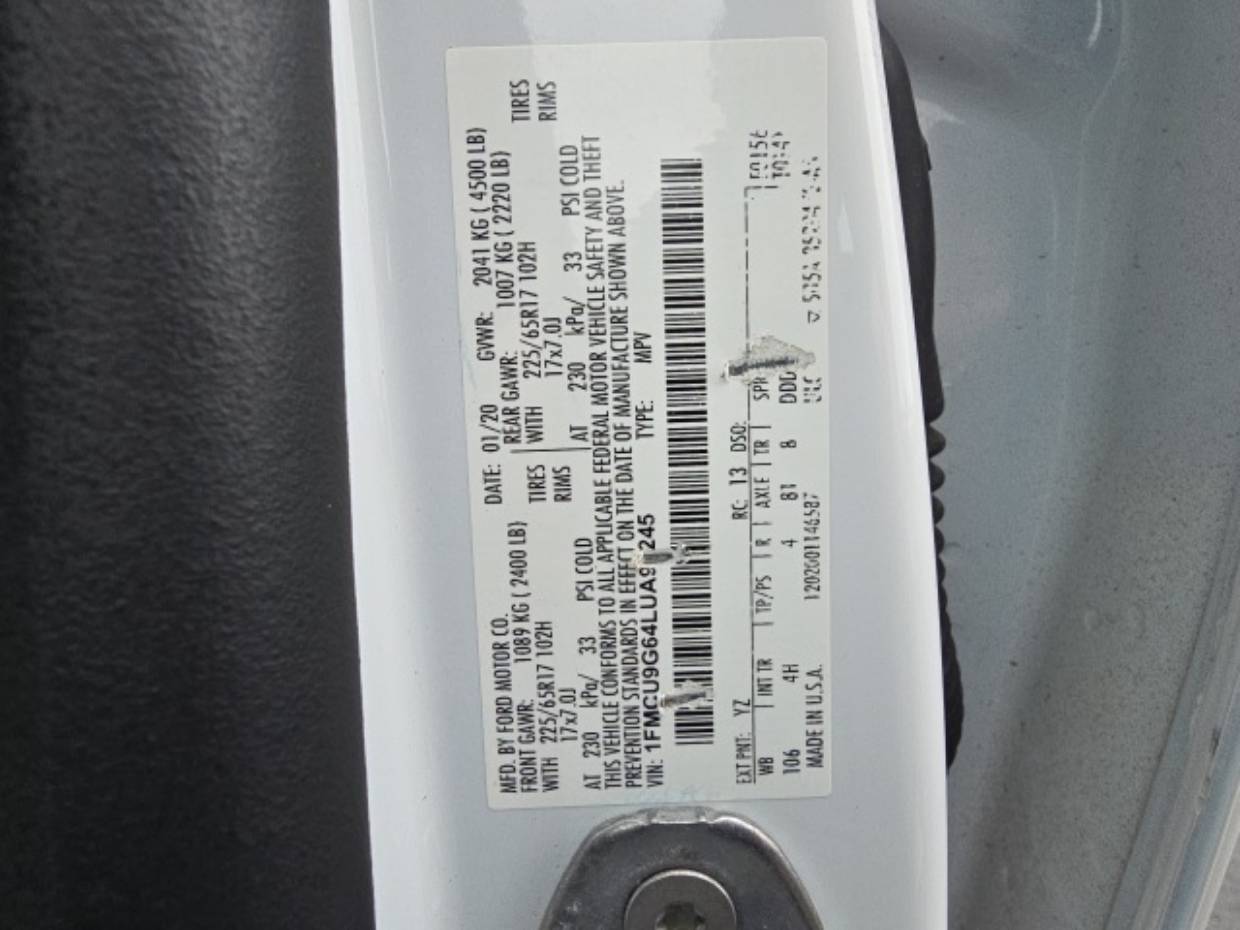 MFD. BY FORD MOTOR CO.
DATE: 01/20 GVWR: 2041 KG ( 4500 LB)
FRONT GAWR: 1089 KG ( 2400 LB)
REAR GAWR: 1007 KG ( 2220 LB)
WITH 225/65R17 102H TIRES
WITH 225/65R17 102H TIRES
17x7.0J RIMS
17x7.0J RIMS
AT 230 kPa/ 33 PSI COLD
AT 230 kPa/ 33 PSI COLD
THIS VEHICLE CONFORMS TO ALL APPLICABLE FEDERAL MOTOR VEHICLE SAFETY AND THEFT
PREVENTION STANDARDS IN EFFECT ON THE DATE OF MANUFACTURE SHOWN ABOVE.
VIN: TYPE: MPV
EXT PNT: YZ RC: 13 DSO:
WB INT TR TP/PS R AXLE TR
106 4H 4 81 8 DDD
MADE IN U.S.A.